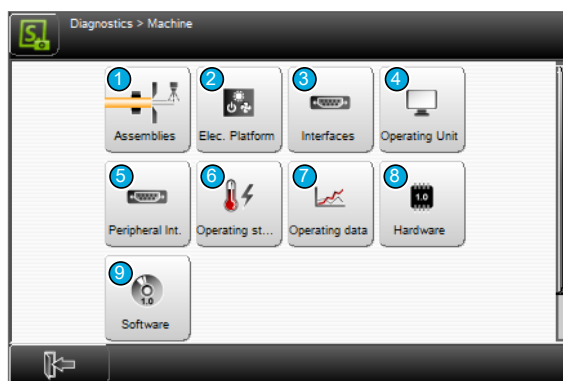 S
Diagnostics > Machine
1
2
3
4
Assemblies
Elec. Platform
Interfaces
Operating Unit
5
6
7
8
1.0
Peripheral Int.
Operating st...
Operating data
Hardware
9
1.0
Software